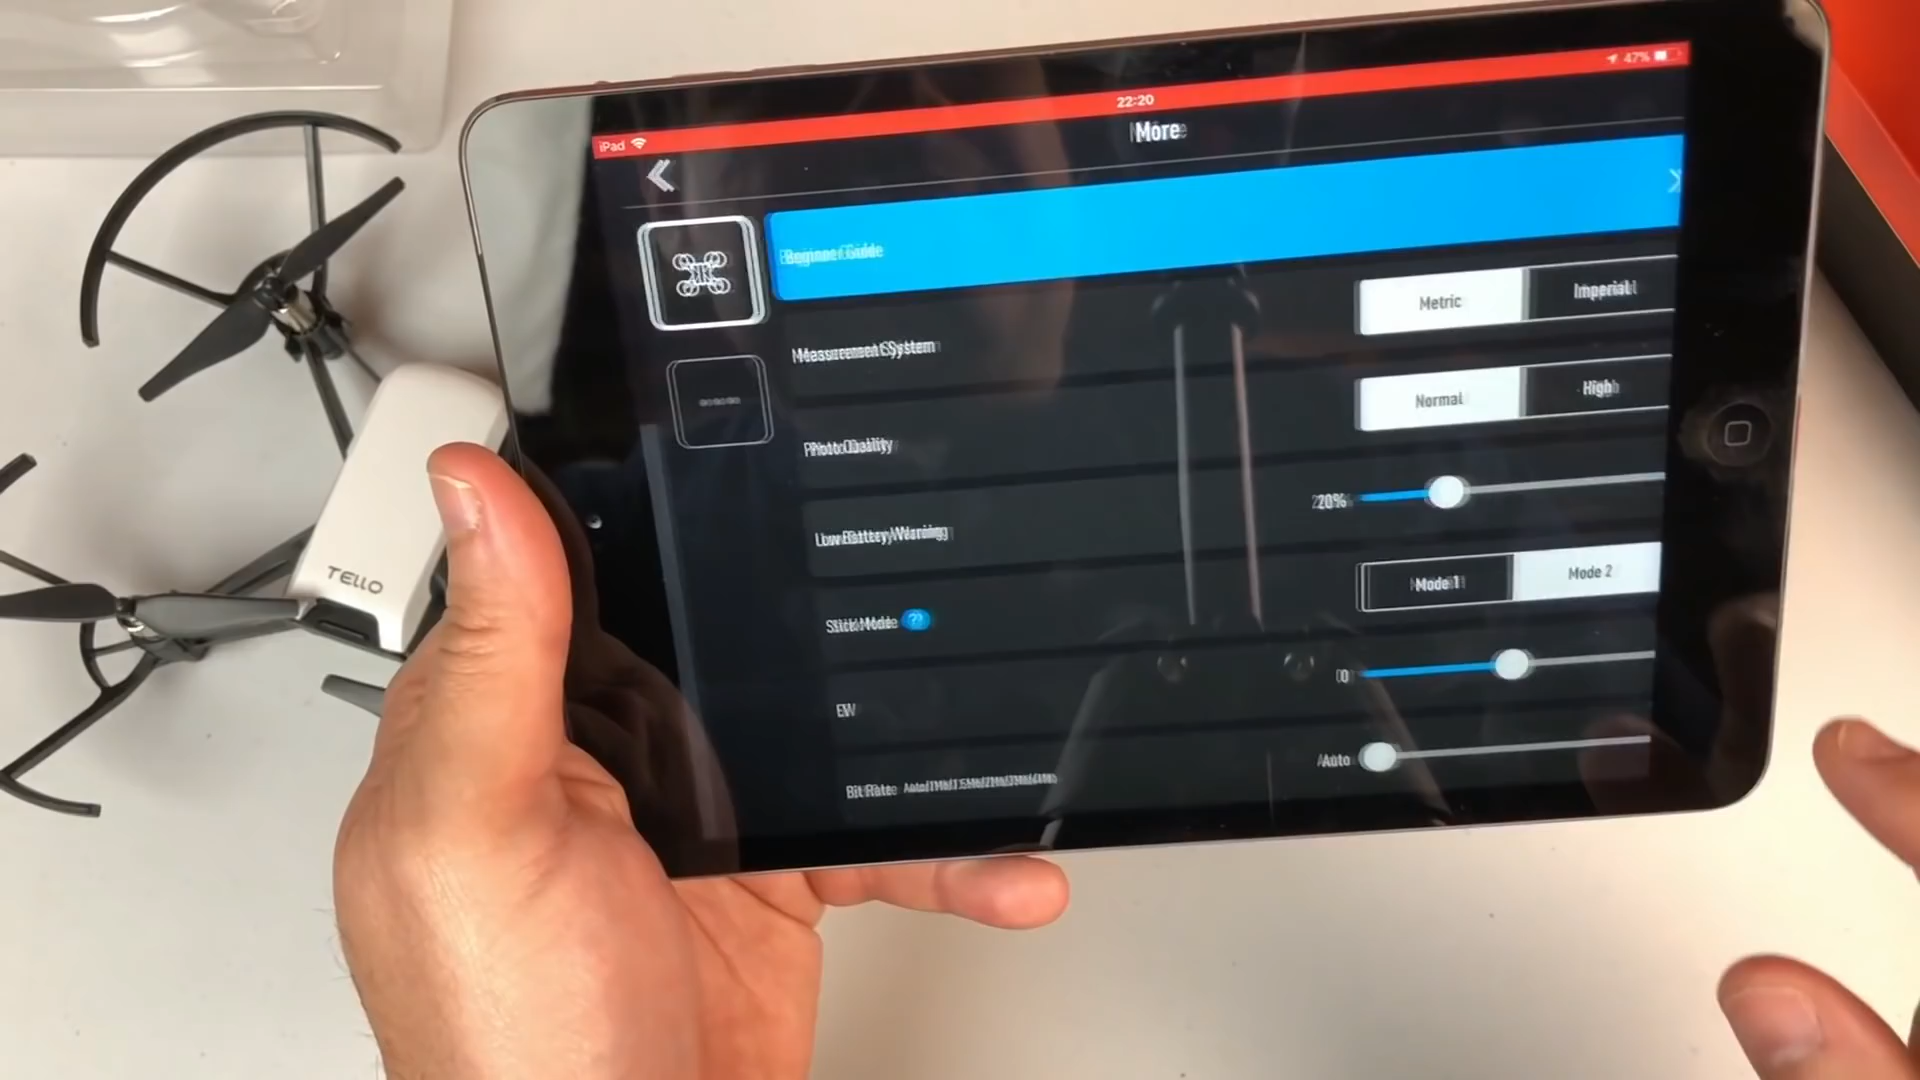 iPad
22:20
47%
More
Beginner Guide
Measurement System
Metric
Imperial
Photo Quality
Normal
High
Low Battery Warning
20%
Stick Mode ?
Mode 1
Mode 2
EV
0
Bit Rate
Auto
TELLO